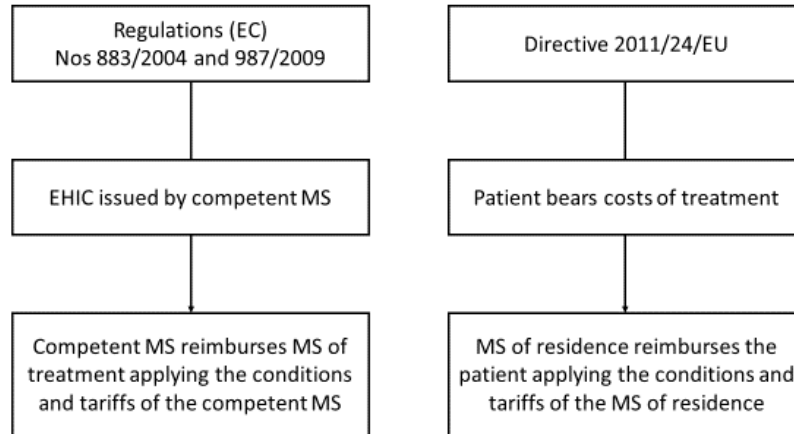 Regulations (EC)
Nos 883/2004 and 987/2009
EHIC issued by competent MS
Competent MS reimburses MS of
treatment applying the conditions
and tariffs of the competent MS
Directive 2011/24/EU
Patient bears costs of treatment
MS of residence reimburses the
patient applying the conditions and
tariffs of the MS of residence